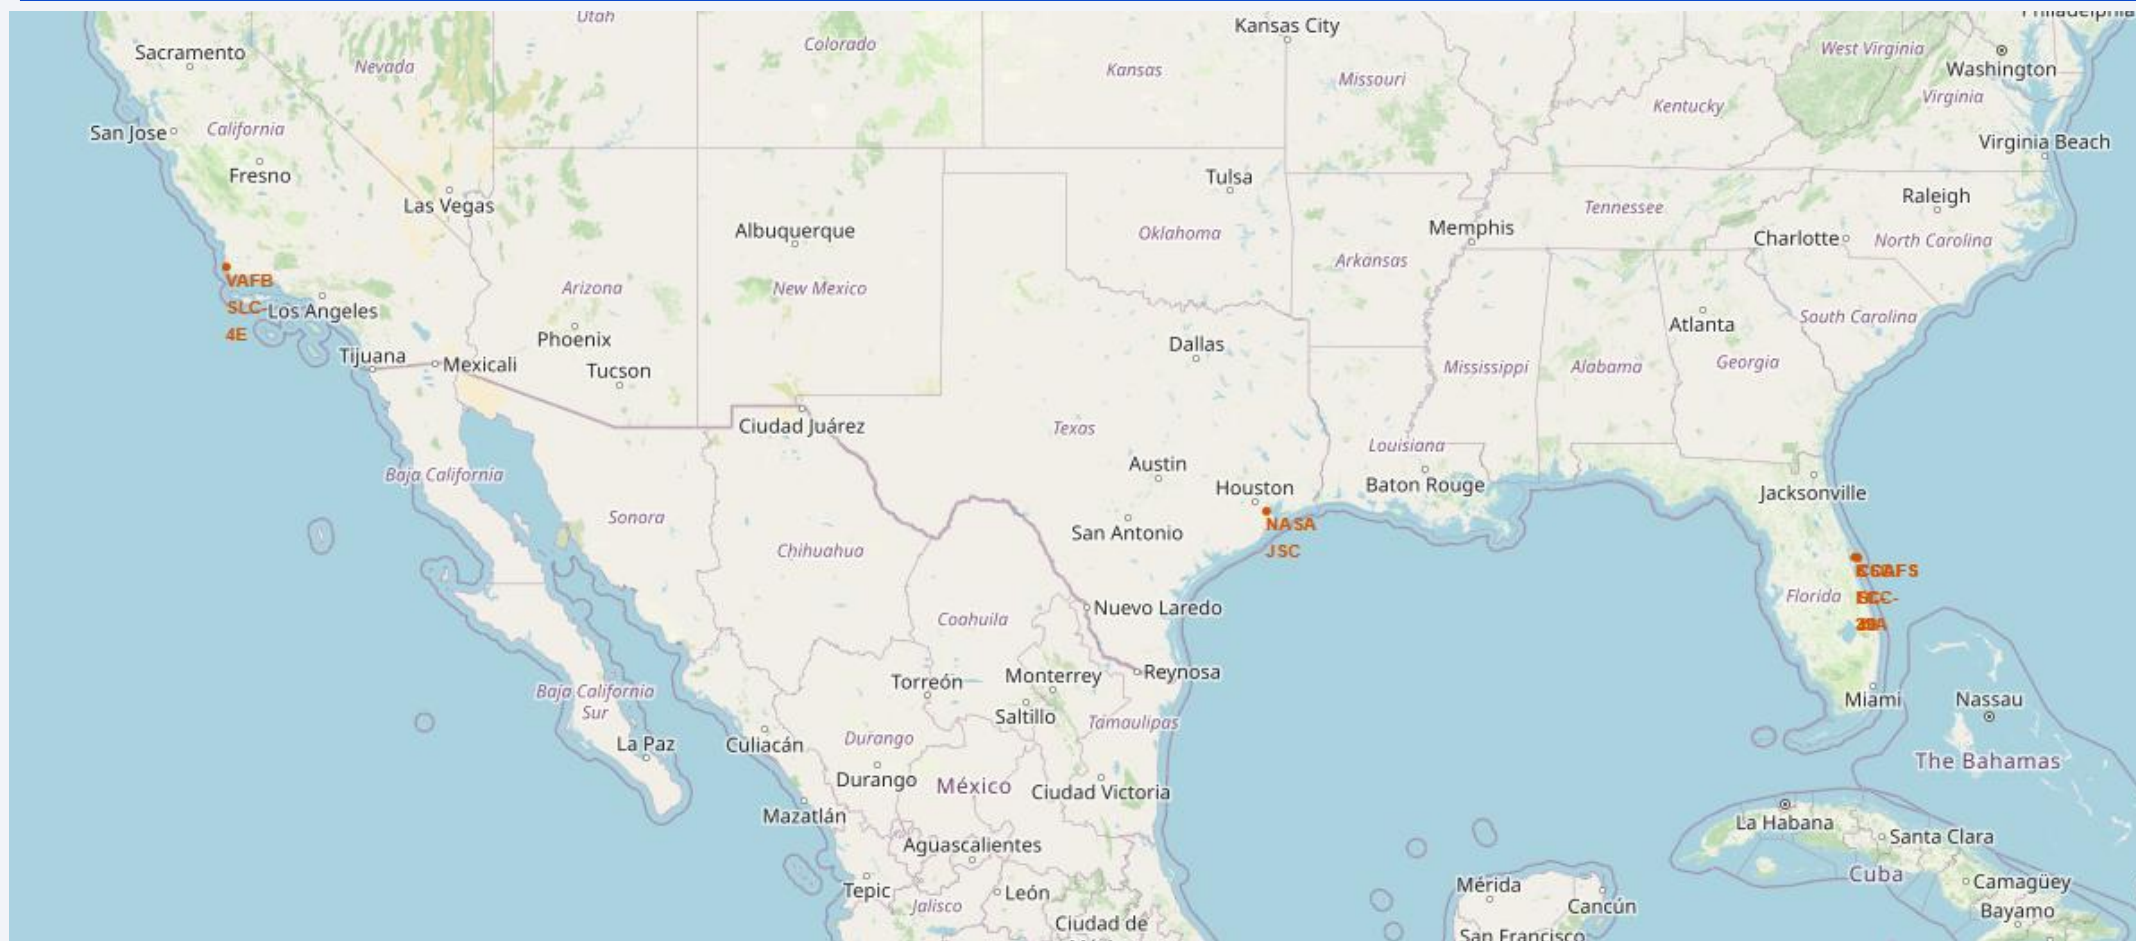 Utah
Philadelphia
Kansas City
Sacramento
Colorado
West Virginia
Nevada
Kansas
Washington
Missouri
Virginia
Kentucky
San Jose
California
Virginia Beach
Fresno
Tulsa
Las Vegas
Raleigh
Tennessee
Albuquerque
Oklahoma
Memphis
Charlotte
North Carolina
Arkansas
VAFB
SLC-
4E
Los Angeles
Arizona
New Mexico
Phoenix
Atlanta
South Carolina
Dallas
Tijuana
Mexicali
Tucson
Mississippi
Alabama
Georgia
Ciudad Juárez
Texas
Louisiana
Baja California
Austin
Houston
Baton Rouge
Jacksonville
Sonora
San Antonio
NASA
JSC
Chihuahua
Florida
Nuevo Laredo
Coahuila
Torreón
Monterrey
Reynosa
Baja California
Sur
Saltillo
Tamaulipas
Miami
Nassau
La Paz
Culiacán
Durango
Durango
México
Ciudad Victoria
The Bahamas
Mazatlán
La Habana
Santa Clara
Aguascalientes
Tepic
León
Jalisco
Mérida
Cuba
Camagüey
Cancún
Bayamo
Ciudad de
San Francisco